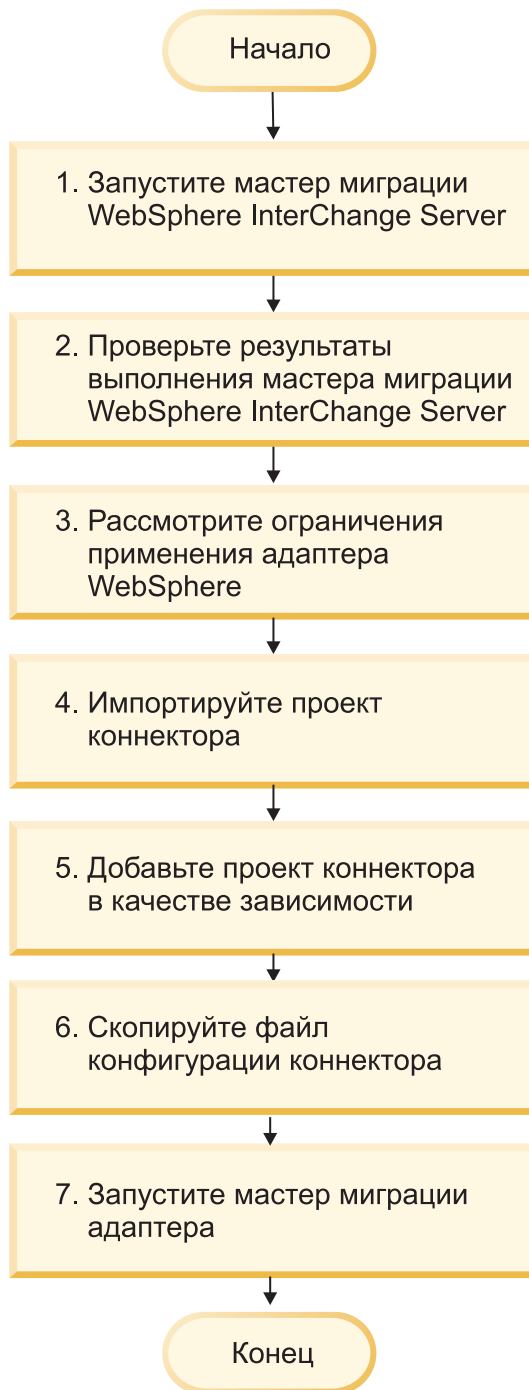 Начало
1. Запустите мастер миграции
WebSphere InterChange Server
2. Проверьте результаты
выполнения мастера миграции
WebSphere InterChange Server
3. Рассмотрите ограничения
применения адаптера
WebSphere
4. Импортируйте проект
коннектора
5. Добавьте проект коннектора
в качестве зависимости
6. Скопируйте файл
конфигурации коннектора
7. Запустите мастер миграции
адаптера
Конец